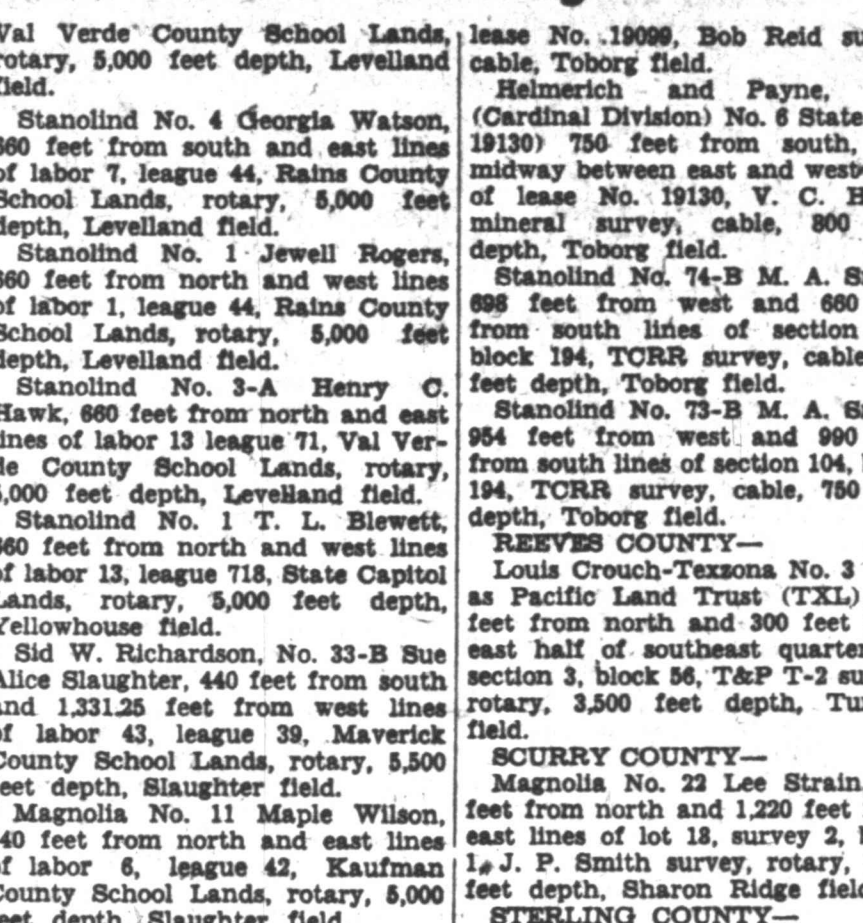 Val Verde County School Lands,
rotary, 5,000 feet depth, Levelland
field.
Stanolind No. 4 Georgia Watson,
660 feet from south and east lines
of labor 7, league 44, Rains County
School Lands, rotary, 5,000 feet
depth, Levelland field.
Stanolind No. 1 Jewell Rogers,
660 feet from north and west lines
of labor 1, league 44, Rains County
School Lands, rotary, 5,000 feet
depth, Levelland field.
Stanolind No. 3-A Henry C.
Hawk, 660 feet from north and east
lines of labor 13 league 71, Val Ver-
de County School Lands, rotary,
5,000 feet depth, Levelland field.
Stanolind No. 1 T. L. Blewett,
660 feet from north and west lines
of labor 13, league 718, State Capitol
Lands, rotary, 5,000 feet depth,
Yellowhouse field.
Sid W. Richardson, No. 33-B Sue
Alice Slaughter, 440 feet from south
and 1,331.25 feet from west lines
of labor 43, league 39, Maverick
County School Lands, rotary, 5,500
feet depth, Slaughter field.
Magnolia No. 11 Maple Wilson,
440 feet from north and east lines
of labor 6, league 42, Kaufman
County School Lands, rotary, 5,000
feet depth, Slaughter field.
lease No. 19099, Bob Reid su
cable, Toborg field.
Helmerich and Payne,
(Cardinal Division) No. 6 State
19130) 750 feet from south,
midway between east and west
of lease No. 19130, V. C.
mineral survey, cable, 800
depth, Toborg field.
Stanolind No. 74-B M. A. S
698 feet from west and 660
from south lines of section
block 194, TCRR survey, cable
feet depth, Toborg field.
Stanolind No. 73-B M. A. S
954 feet from west and 990
from south lines of section 104,
194, TCRR survey, cable, 750
depth, Toborg field.
REEVES COUNTY—
Louis Crouch-Texzona No. 3
as Pacific Land Trust (TXL)
feet from north and 300 feet
east half of southeast quarter
section 3, block 56, T&P T-2 su
rotary, 3,500 feet depth, Tu
field.
SCURRY COUNTY—
Magnolia No. 22 Lee Strain
feet from north and 1,220 feet
east lines of lot 18, survey 2,
1, J. P. Smith survey, rotary,
feet depth, Sharon Ridge field
STERLING COUNTY—